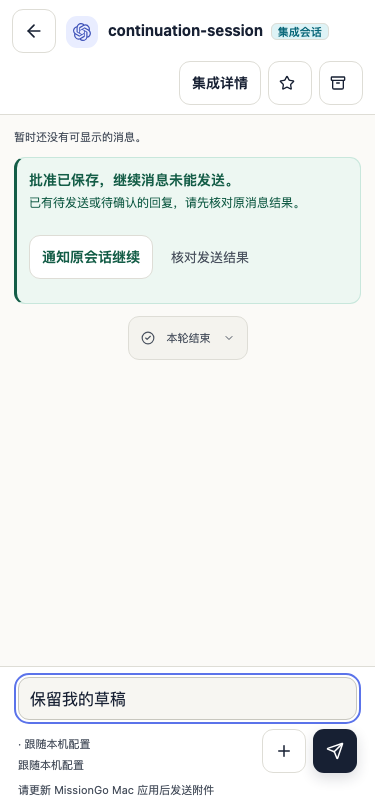 continuation-session 集成会话
集成详情
暂时还没有可显示的消息。
批准已保存，继续消息未能发送。
已有待发送或待确认的回复，请先核对原消息结果。
通知原会话继续 核对发送结果
本轮结束
保留我的草稿
· 跟随本机配置
跟随本机配置
请更新 MissionGo Mac 应用后发送附件